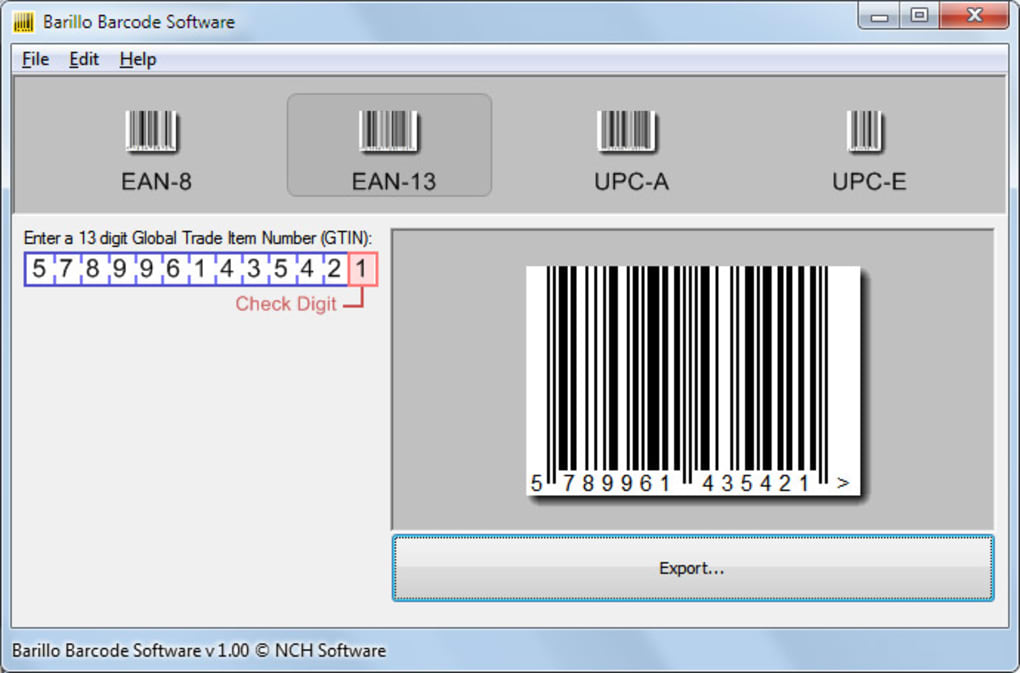 Barillo Barcode Software
File Edit Help
EAN-8 EAN-13 UPC-A UPC-E
Enter a 13 digit Global Trade Item Number (GTIN):
5 7 8 9 9 6 1 4 3 5 4 2 1
Check Digit
5 789961 435421 >
Export...
Barillo Barcode Software v 1.00 © NCH Software